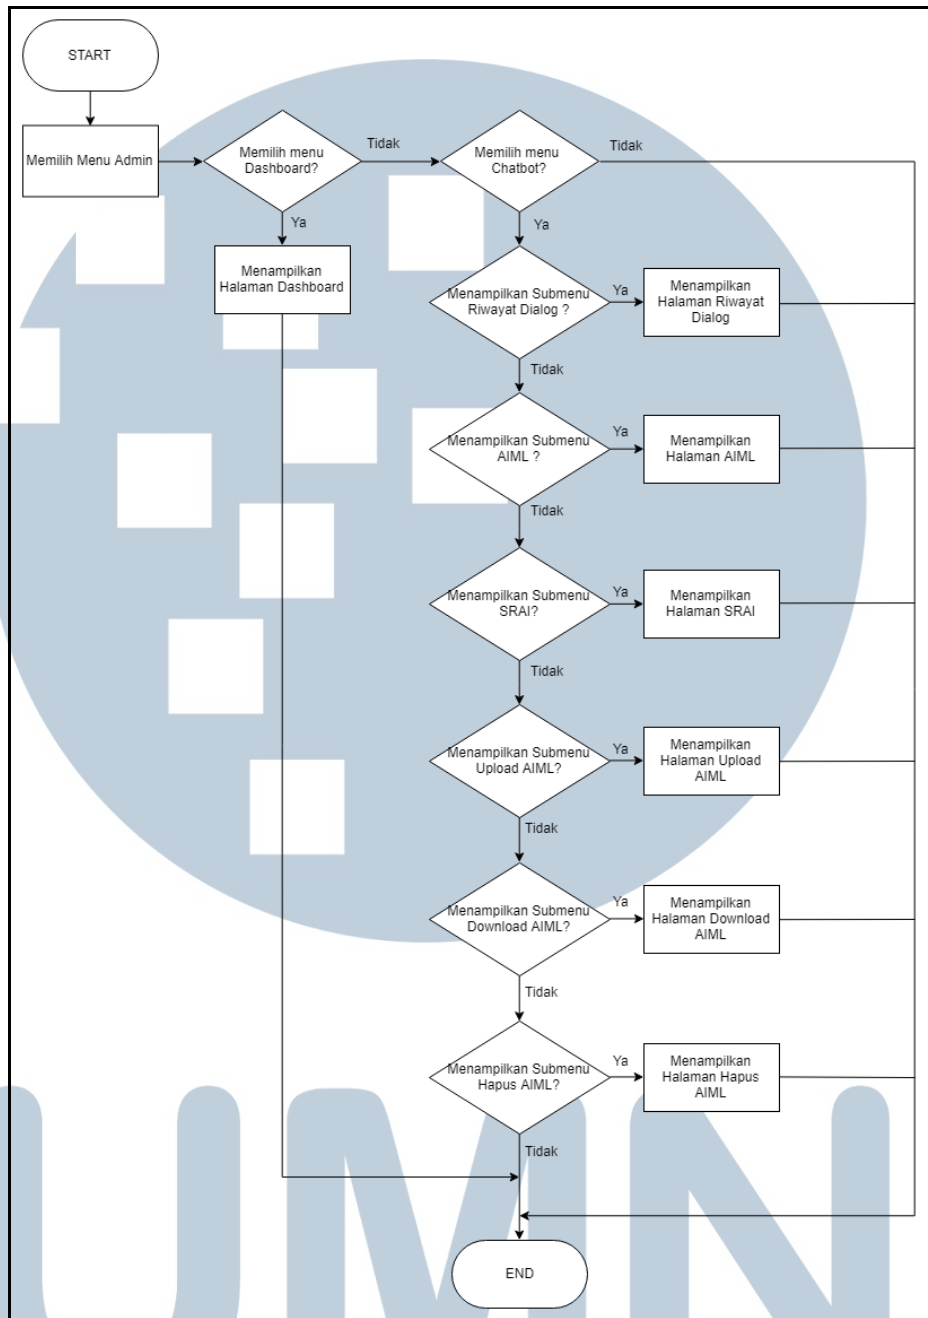 START
Memilih Menu Admin
Memilih menu
Dashboard?
Tidak
Memilih menu
Chatbot?
Tidak
Ya
Ya
Menampilkan
Halaman Dashboard
Menampilkan Submenu
Riwayat Dialog ?
Ya
Menampilkan
Halaman Riwayat
Dialog
Tidak
Menampilkan Submenu
AIML ?
Ya
Menampilkan
Halaman AIML
Tidak
Menampilkan Submenu
SRAI?
Ya
Menampilkan
Halaman SRAI
Tidak
Menampilkan Submenu
Upload AIML?
Ya
Menampilkan
Halaman Upload
AIML
Tidak
Menampilkan Submenu
Download AIML?
Ya
Menampilkan
Halaman Download
AIML
Tidak
Menampilkan Submenu
Hapus AIML?
Ya
Menampilkan
Halaman Hapus
AIML
Tidak
END
UMN